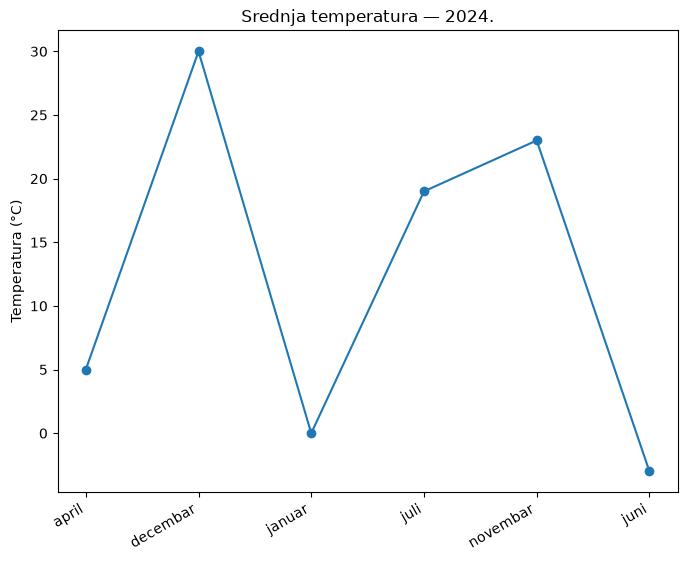 Srednja temperatura — 2024.
Temperatura (°C)
30
25
20
15
10
5
0
april
decembar
januar
juli
novembar
juni